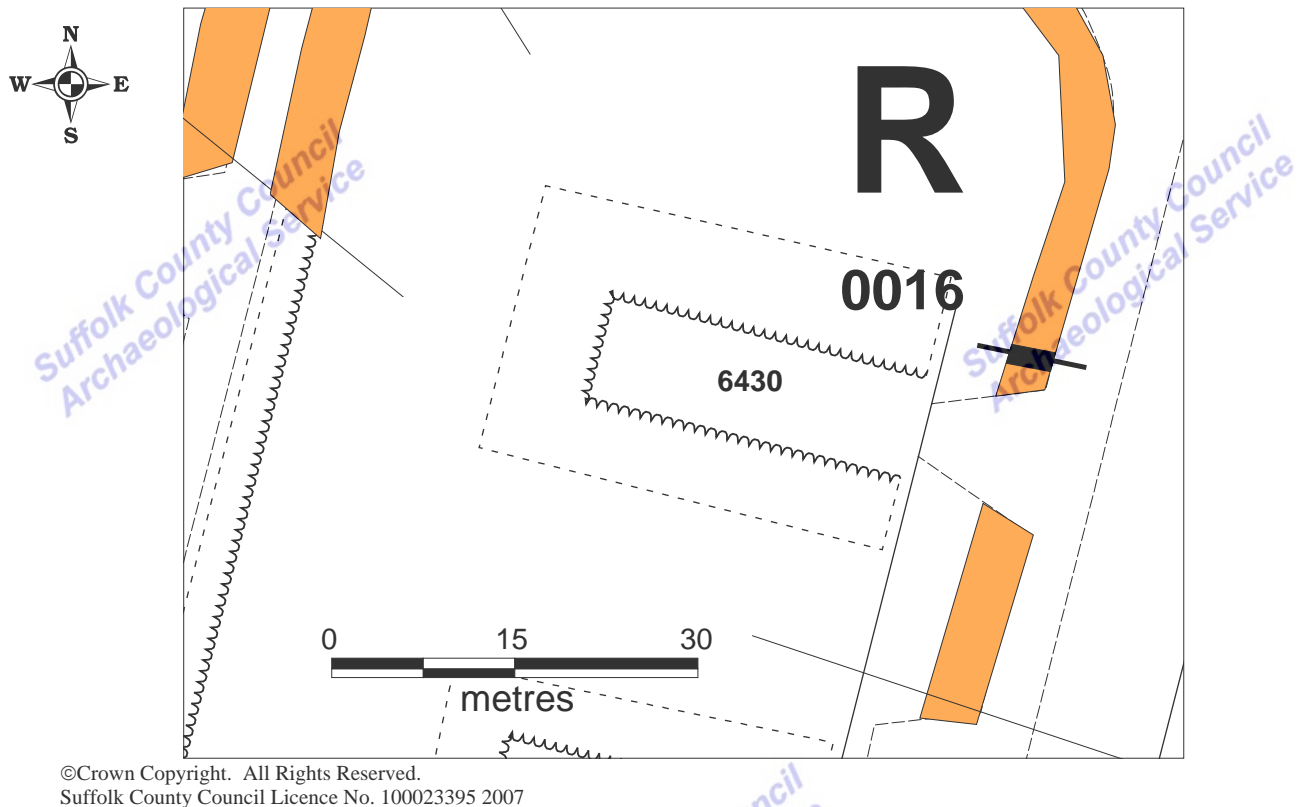 N
W E
S
R
0016
6430
0 15 30
metres
Suffolk County Council
Archaeological Service
Suffolk County Council
Archaeological Service
©Crown Copyright. All Rights Reserved.
Suffolk County Council Licence No. 100023395 2007